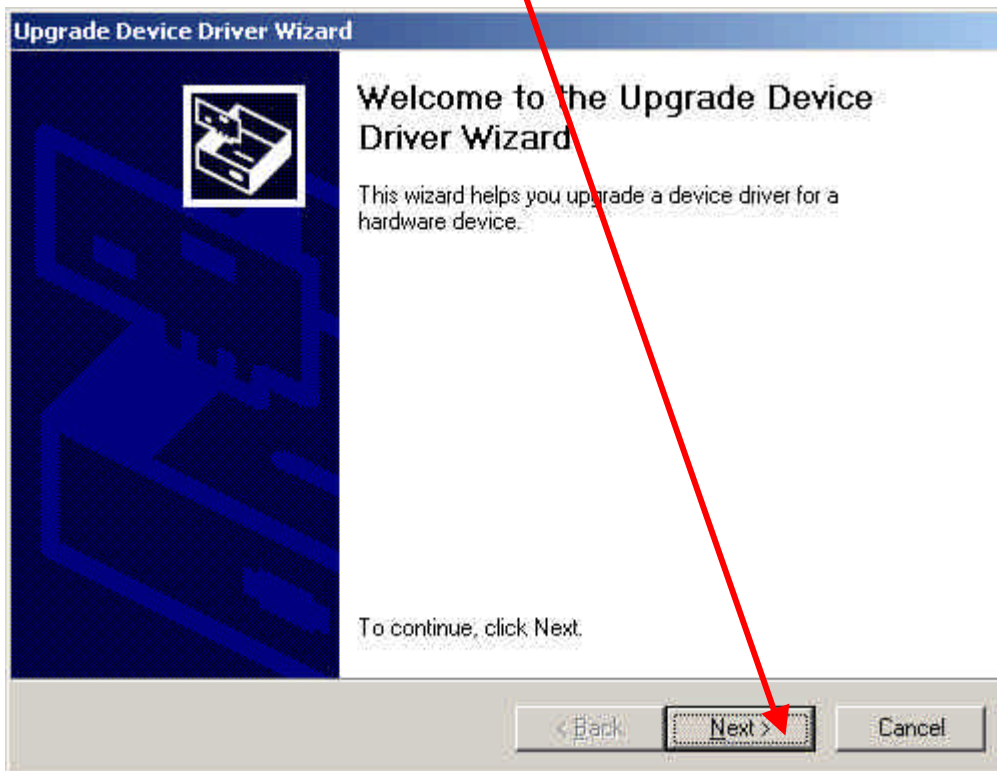 Upgrade Device Driver Wizard
Welcome to the Upgrade Device
Driver Wizard
This wizard helps you upgrade a device driver for a
hardware device.
To continue, click Next.
< Back Next > Cancel